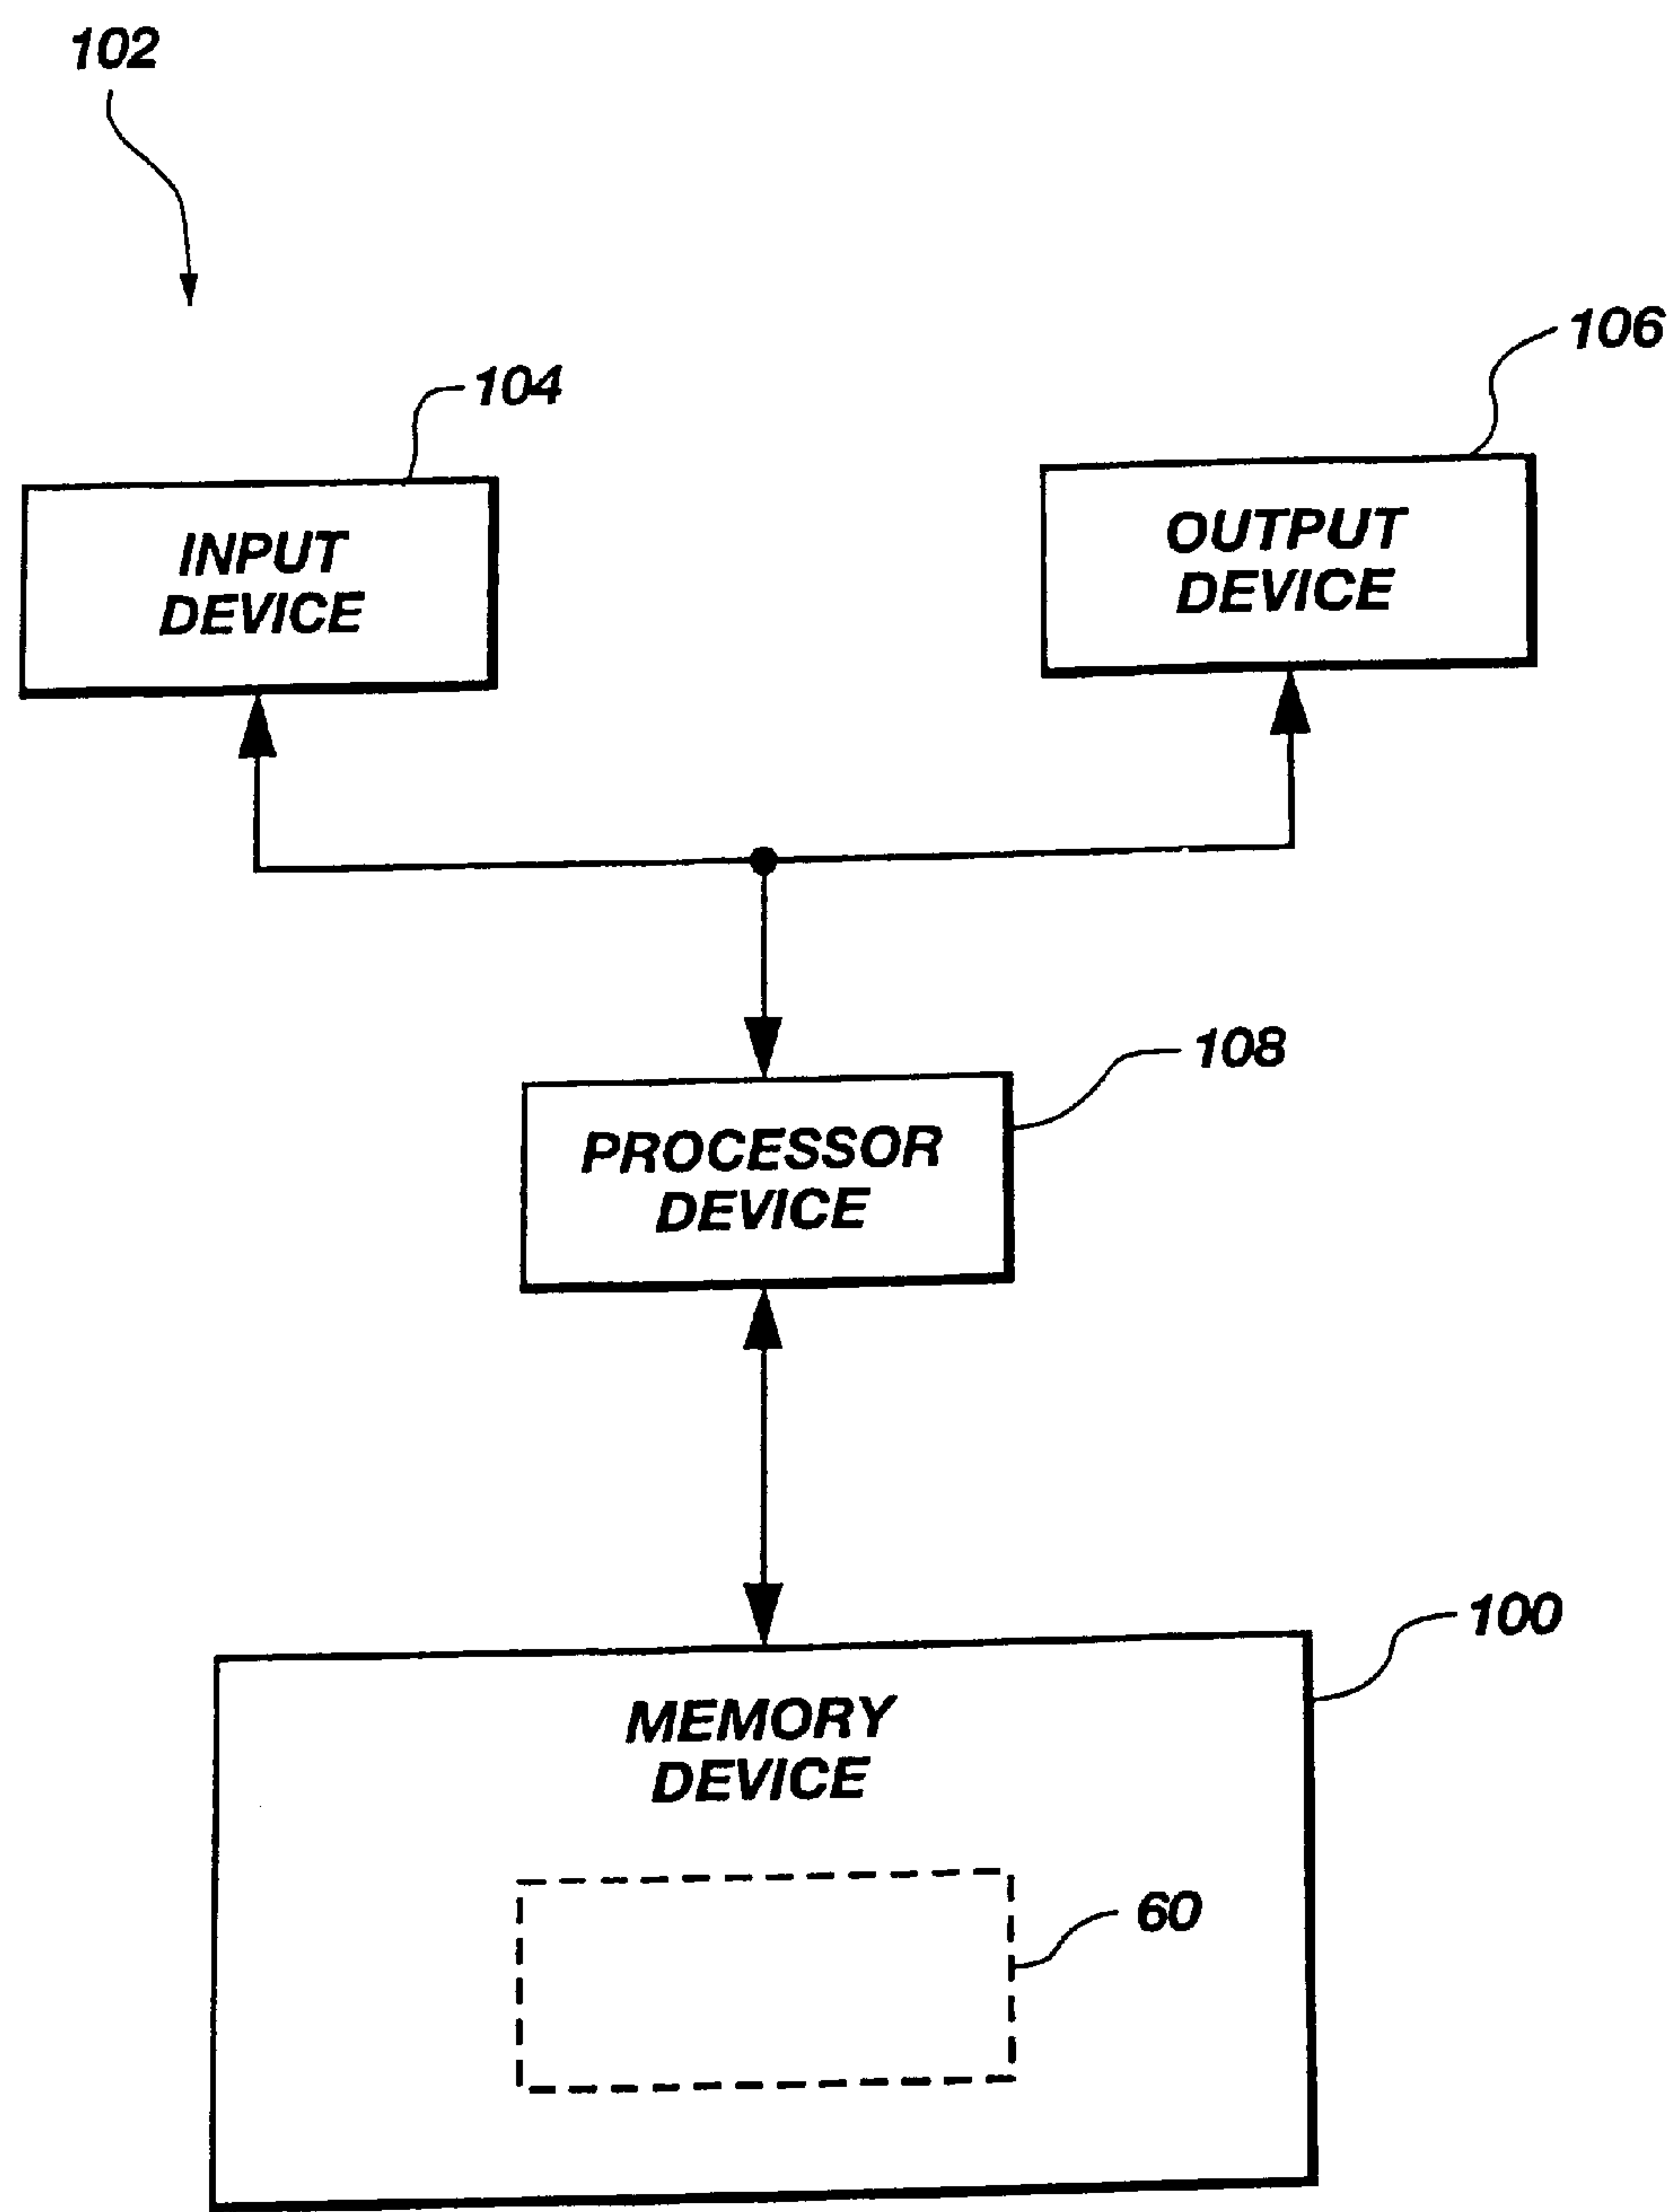 102
106
104
INPUT
DEVICE
OUTPUT
DEVICE
108
PROCESSOR
DEVICE
100
MEMORY
DEVICE
60